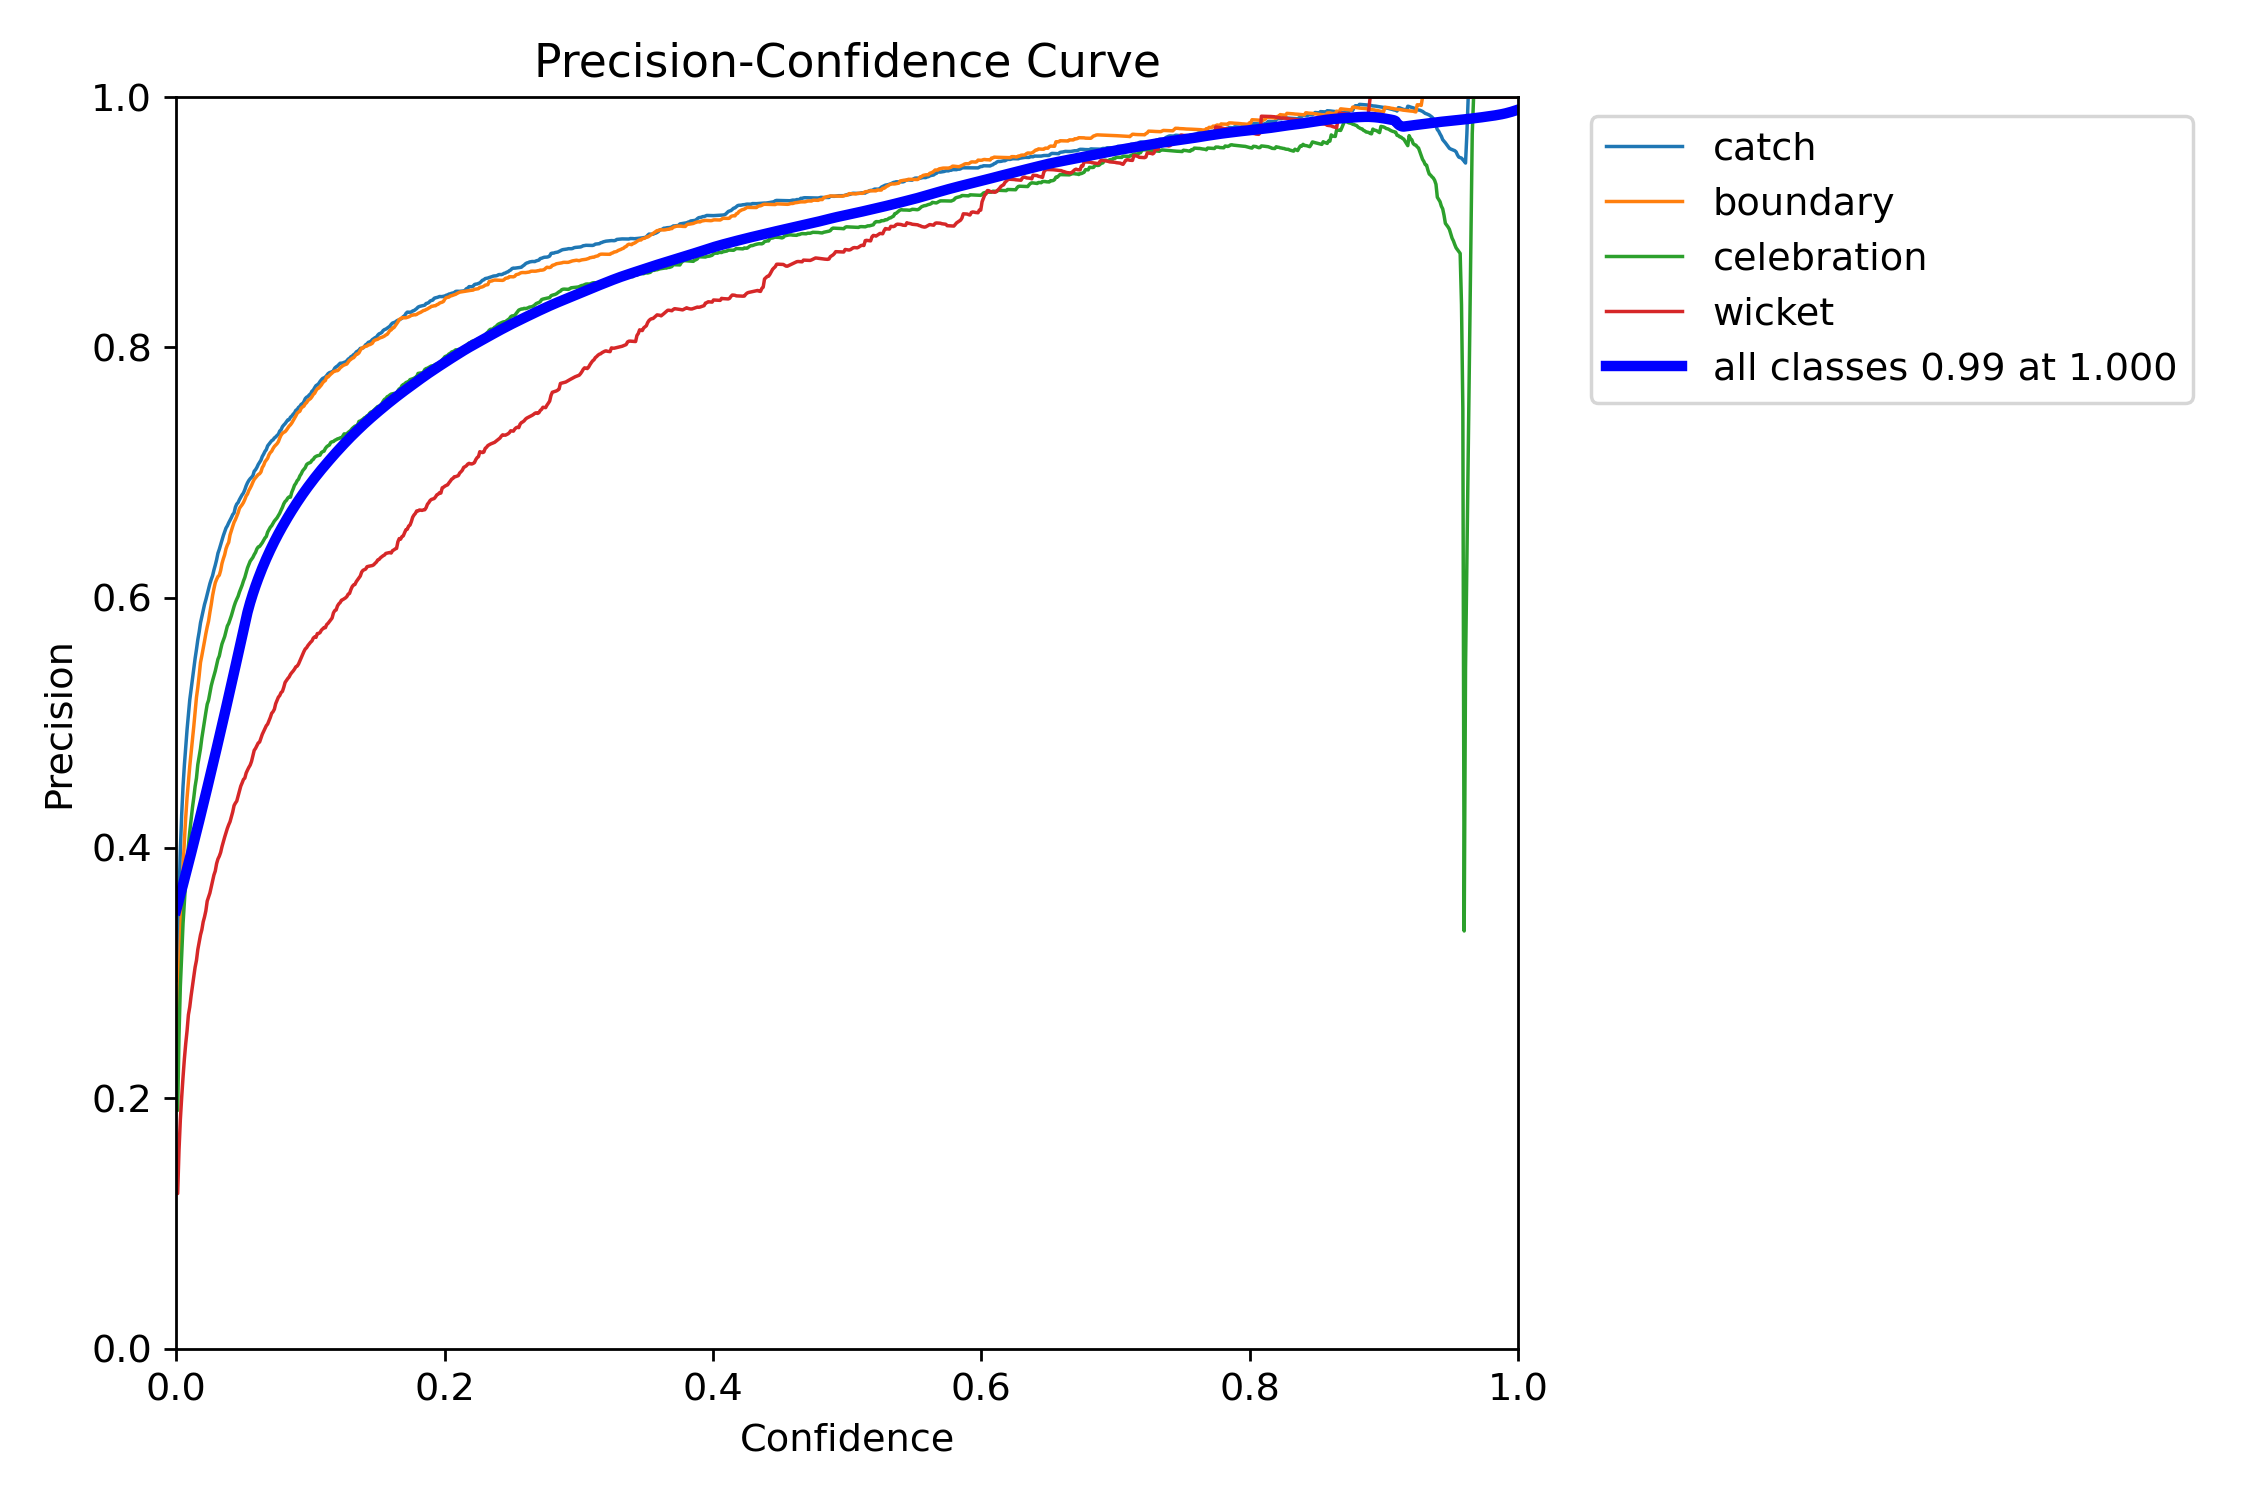 Precision-Confidence Curve
1.0
0.8
0.6
0.4
0.2
0.0
Precision
0.0 0.2 0.4 0.6 0.8 1.0
Confidence
catch
boundary
celebration
wicket
all classes 0.99 at 1.000